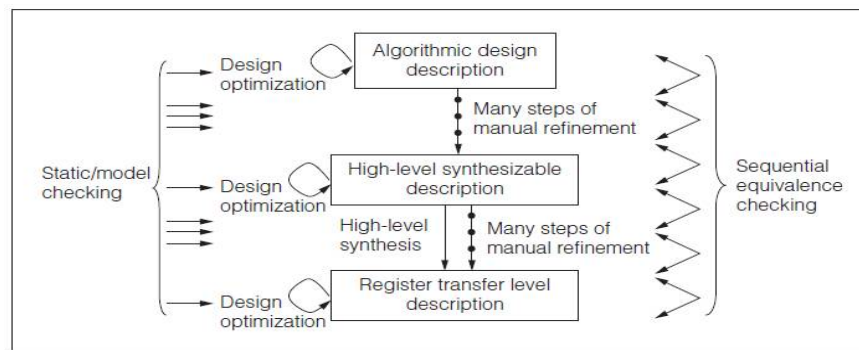 Algorithmic design
description
Design
optimization
Many steps of
manual refinement
Static/model
checking
High-level synthesizable
description
Design
optimization
Sequential
equivalence
checking
High-level
synthesis
Many steps of
manual refinement
Register transfer level
description
Design
optimization